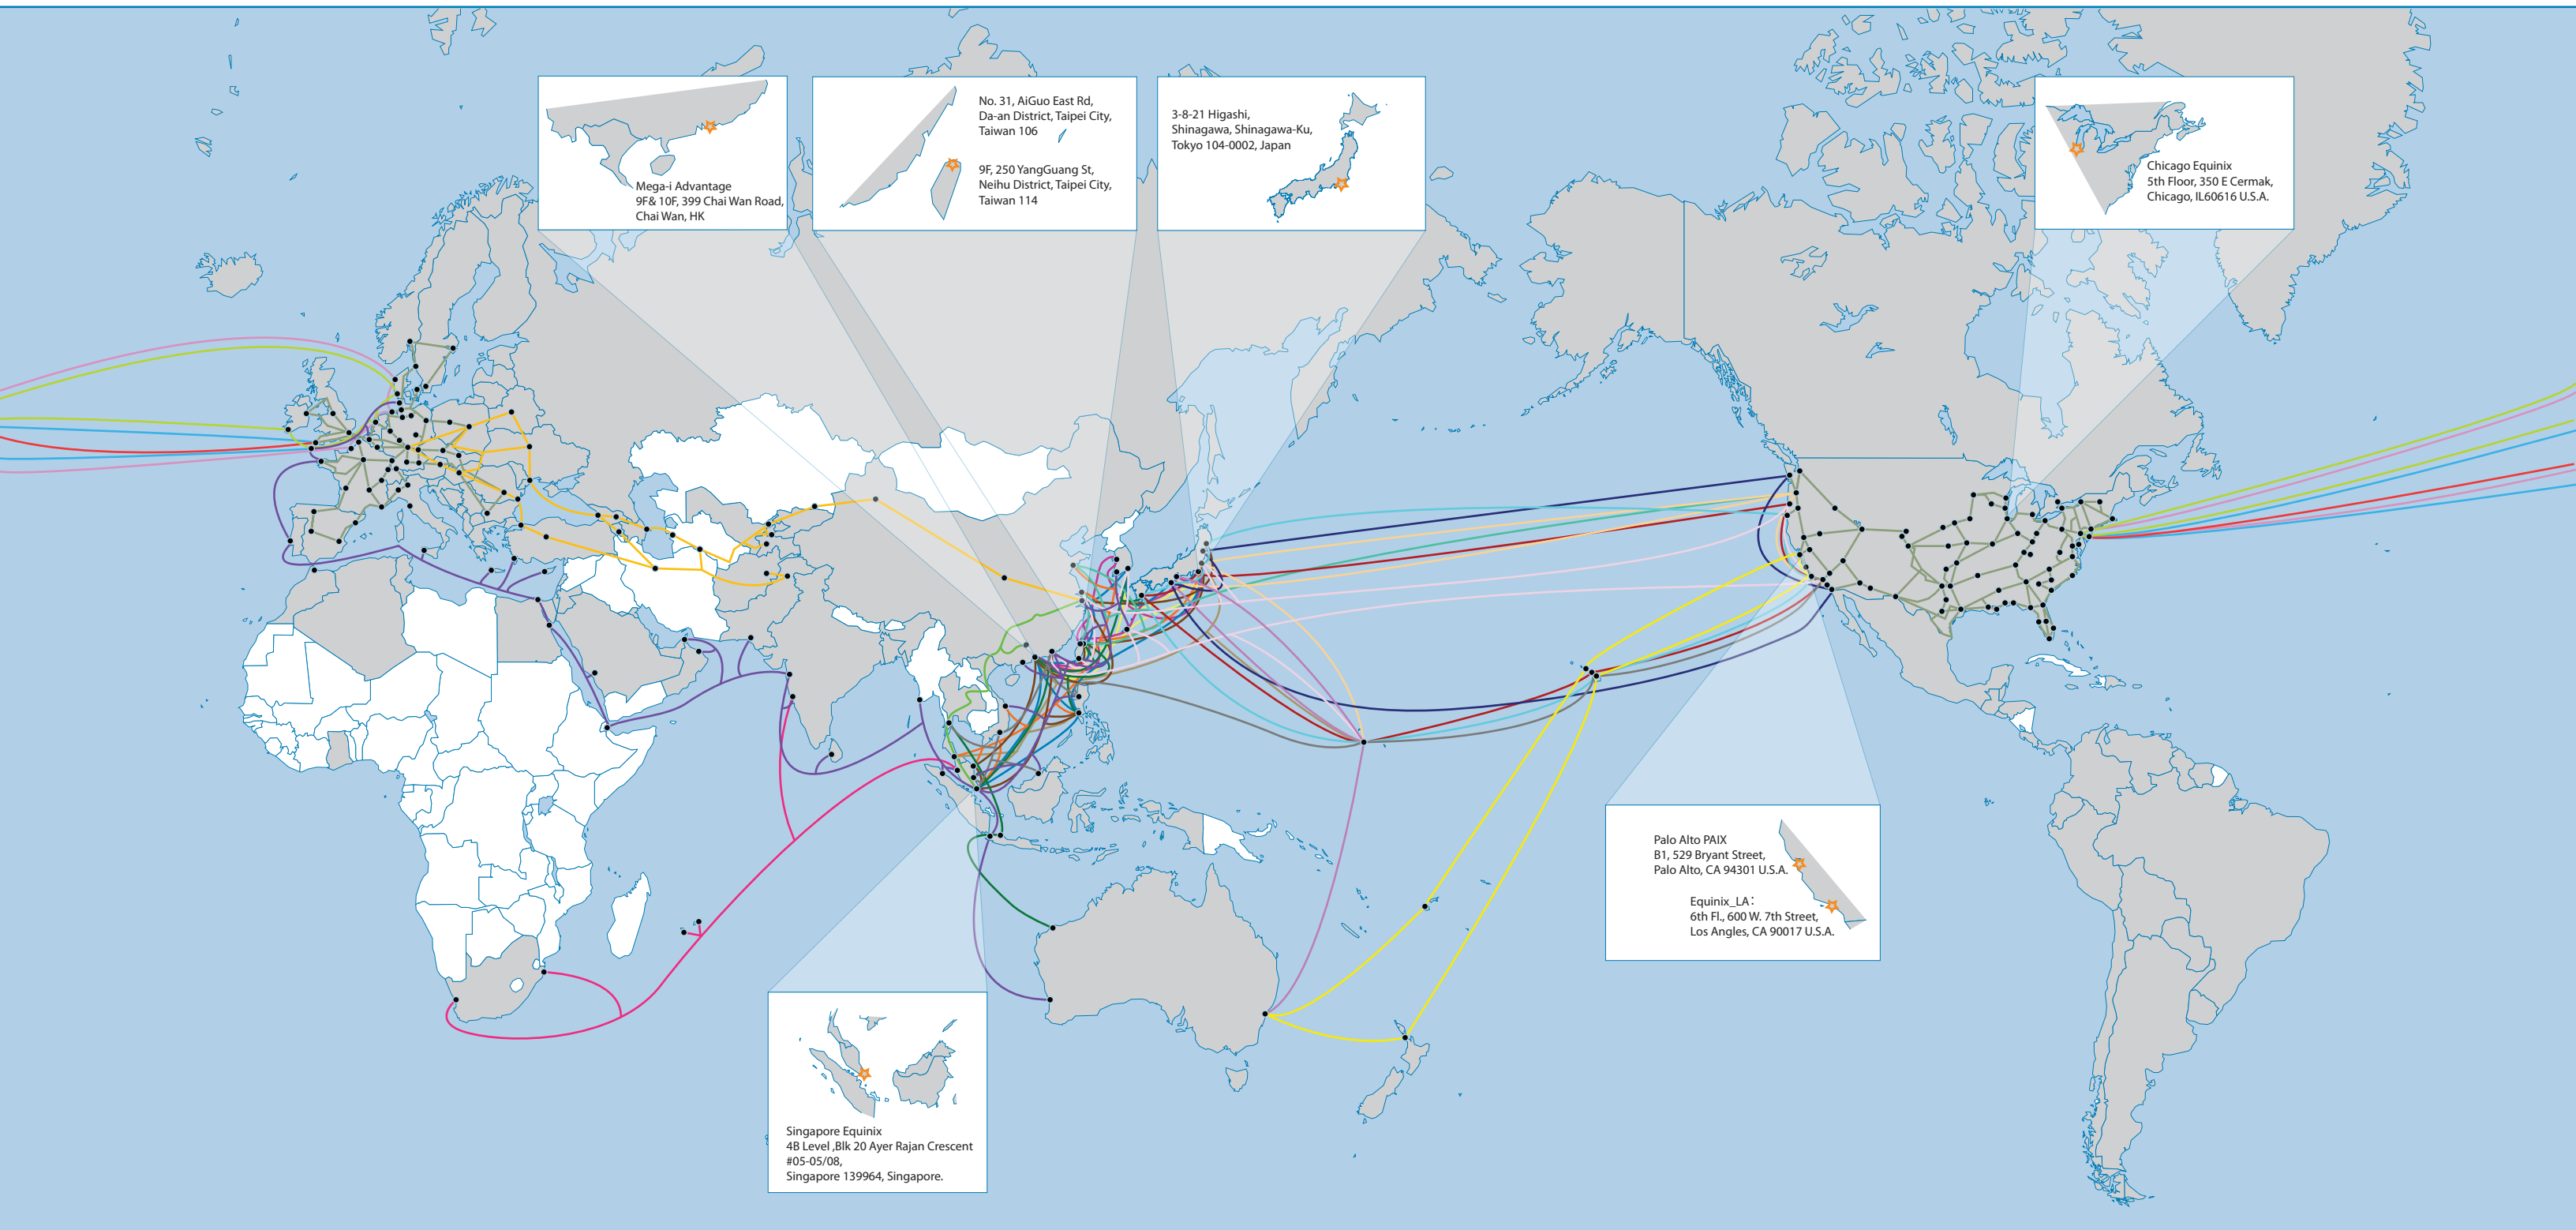 Mega-i Advantage
9F& 10F, 399 Chai Wan Road,
Chai Wan, HK
No. 31, AiGuo East Rd,
Da-an District, Taipei City,
Taiwan 106
9F, 250 YangGuang St,
Neihu District, Taipei City,
Taiwan 114
3-8-21 Higashi,
Shinagawa, Shinagawa-Ku,
Tokyo 104-0002, Japan
Chicago Equinix
5th Floor, 350 E Cermak,
Chicago, IL60616 U.S.A.
Palo Alto PAIX
B1, 529 Bryant Street,
Palo Alto, CA 94301 U.S.A.
Equinix_LA:
6th Fl., 600 W. 7th Street,
Los Angles, CA 90017 U.S.A.
Singapore Equinix
4B Level ,Blk 20 Ayer Rajan Crescent
#05-05/08,
Singapore 139964, Singapore.